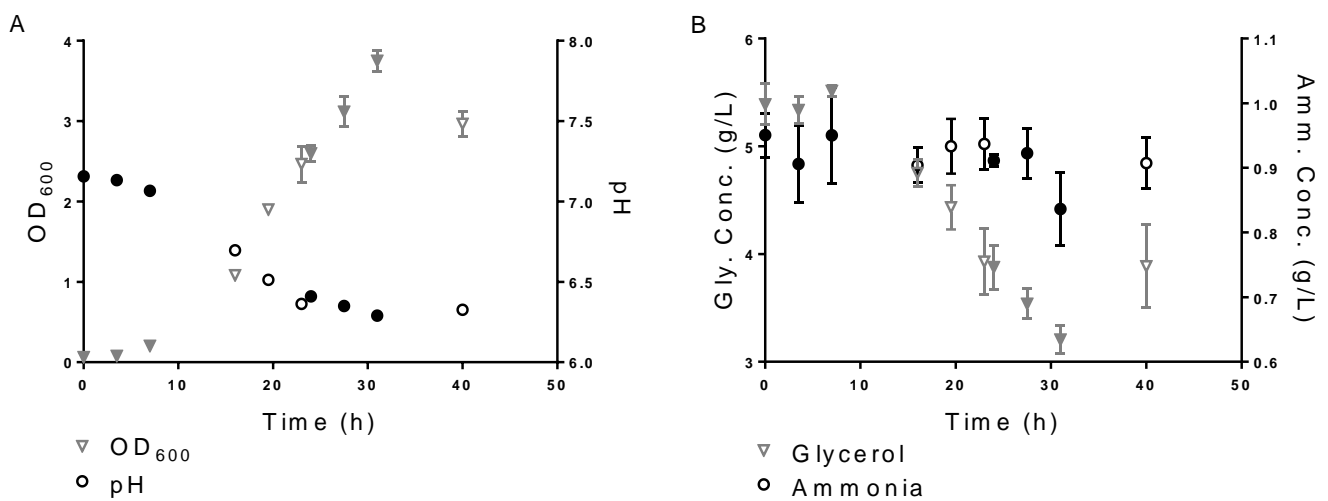 A
OD600
4
3
2
1
0
8.0
7.5
7.0
6.5
6.0
pH
0 10 20 30 40 50
Time (h)
OD600
pH
B
Gly. Conc. (g/L)
6
5
4
3
1.1
1.0
0.9
0.8
0.7
0.6
Amm. Conc. (g/L)
0 10 20 30 40 50
Time (h)
Glycerol
Ammonia